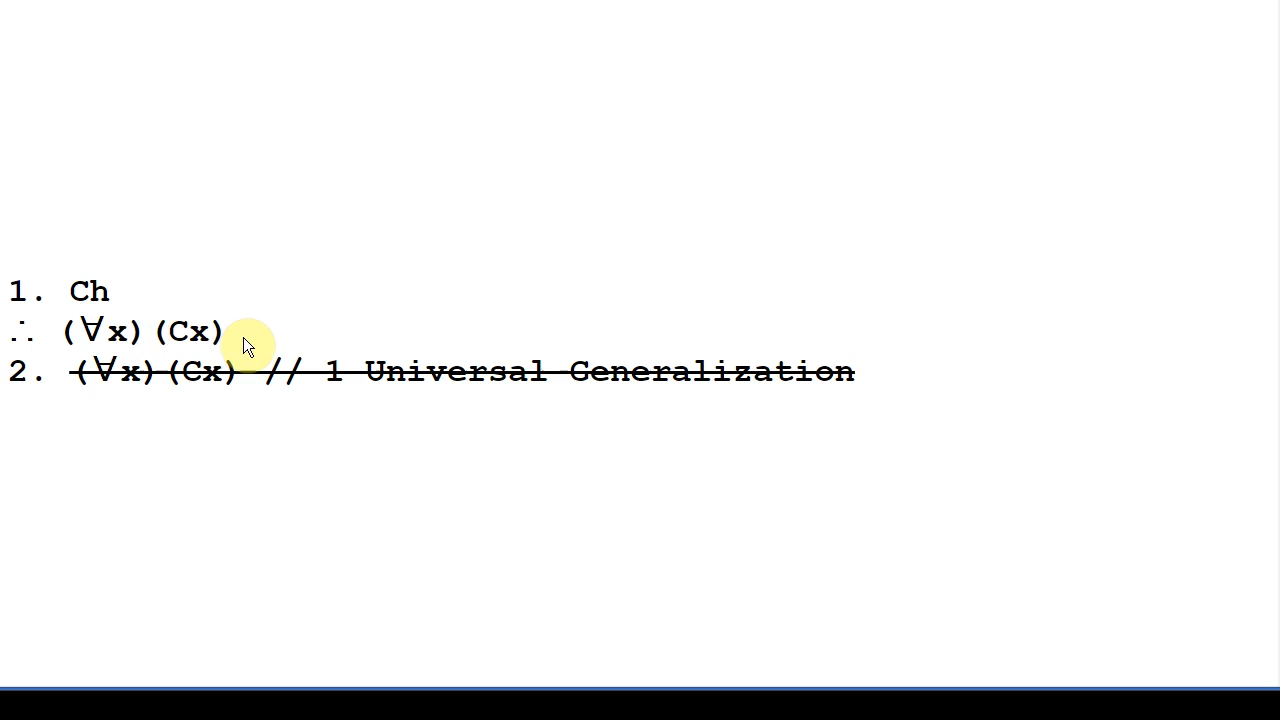 1. Ch
∴ (∀x)(Cx)
2. (∀x)(Cx) // 1 Universal Generalization